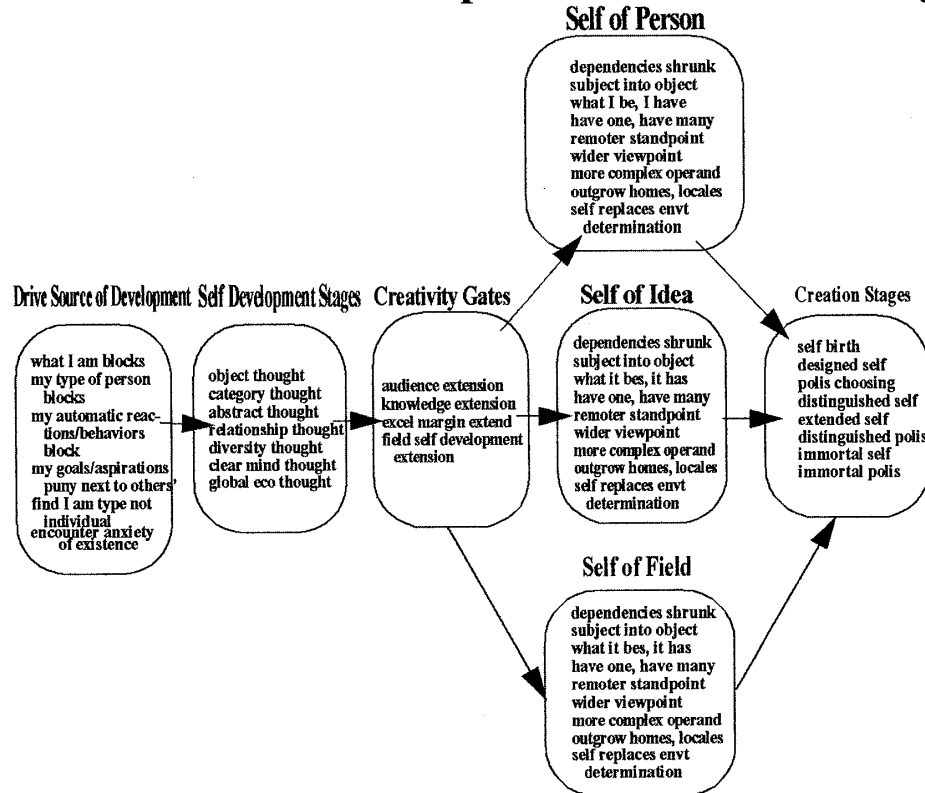 Self of Person
dependencies shrunk
subject into object
what I be, I have
have one, have many
remoter standpoint
wider viewpoint
more complex operand
outgrow homes, locales
self replaces envt
determination
Drive Source of Development
what I am blocks
my type of person
blocks
my automatic reac-
tions/behaviors
block
my goals/aspirations
puny next to others'
find I am type not
individual
encounter anxiety
of existence
Self Development Stages
object thought
category thought
abstract thought
relationship thought
diversity thought
clear mind thought
global eco thought
Creativity Gates
audience extension
knowledge extension
excel margin extend
field self development
extension
Self of Idea
dependencies shrunk
subject into object
what it bes, it has
have one, have many
remoter standpoint
wider viewpoint
more complex operand
outgrow homes, locales
self replaces envt
determination
Self of Field
dependencies shrunk
subject into object
what it bes, it has
have one, have many
remoter standpoint
wider viewpoint
more complex operand
outgrow homes, locales
self replaces envt
determination
Creation Stages
self birth
designed self
polis choosing
distinguished self
extended self
distinguished polis
immortal self
immortal polis